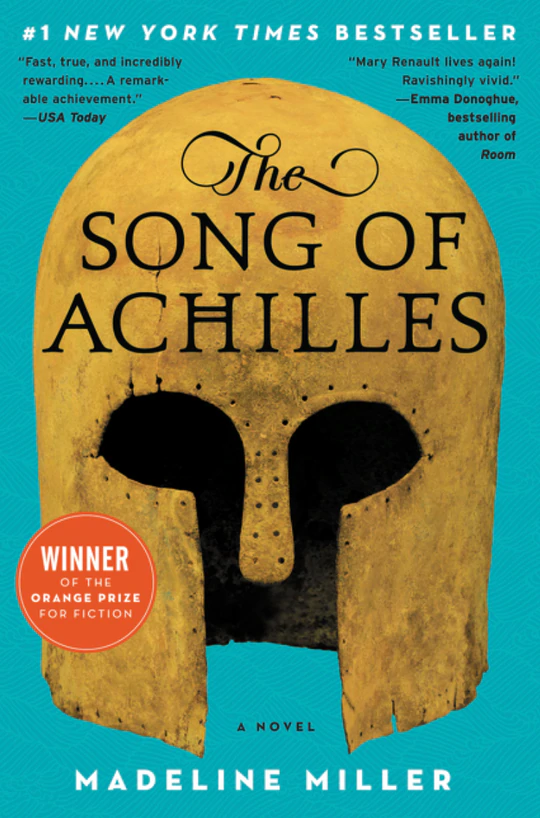 #1 NEW YORK TIMES BESTSELLER
“Fast, true, and incredibly
rewarding....A remark-
able achievement.”
—USA Today
“Mary Renault lives again!
Ravishingly vivid.”
—Emma Donoghue,
bestselling
author of
Room
The
SONG OF
ACHILLES
WINNER
OF THE
ORANGE PRIZE
FOR FICTION
A NOVEL
MADELINE MILLER